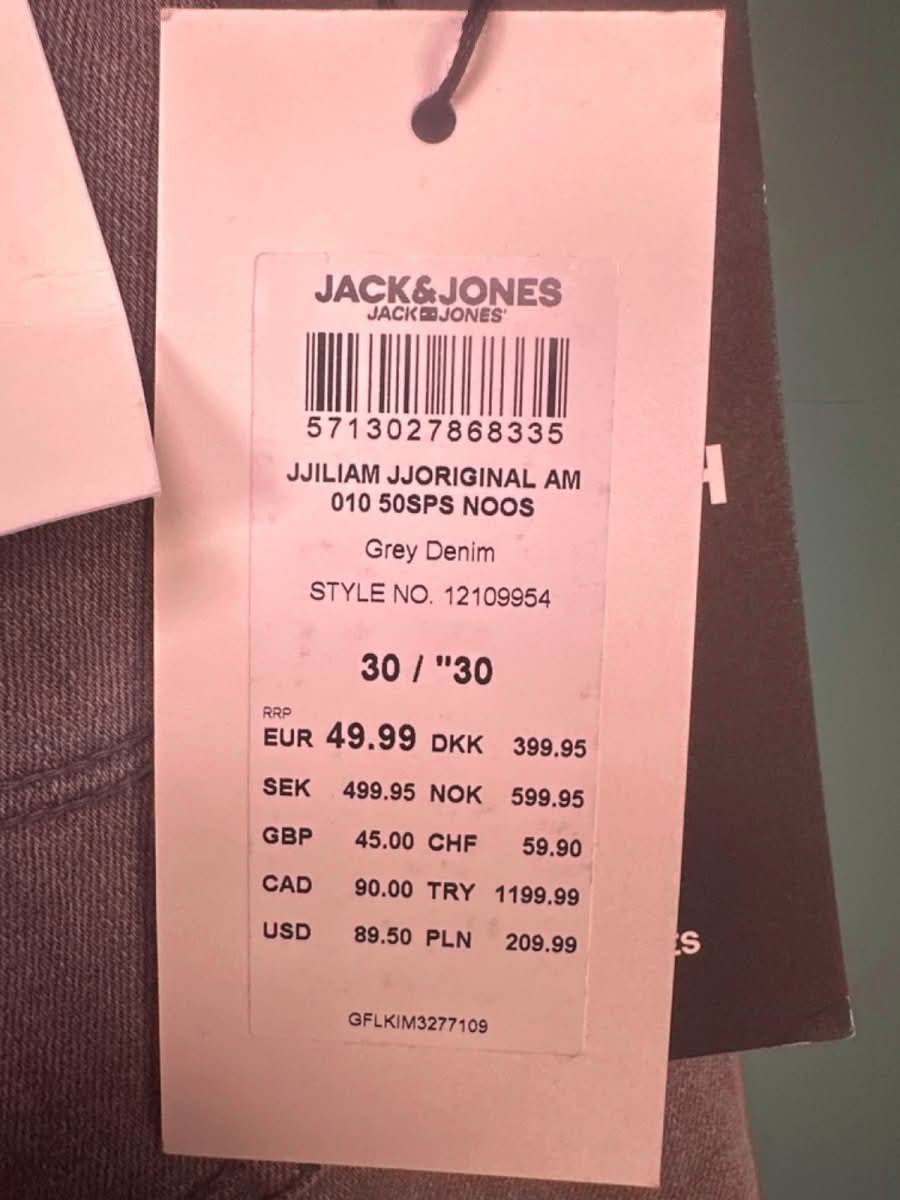 JACK&JONES
JACK JONES
5713027868335
JJILIAM JJORIGINAL AM
010 50SPS NOOS
Grey Denim
STYLE NO. 12109954
30 / "30
RRP
EUR 49.99 DKK 399.95
SEK 499.95 NOK 599.95
GBP 45.00 CHF 59.90
CAD 90.00 TRY 1199.99
USD 89.50 PLN 209.99
GFLKIM3277109